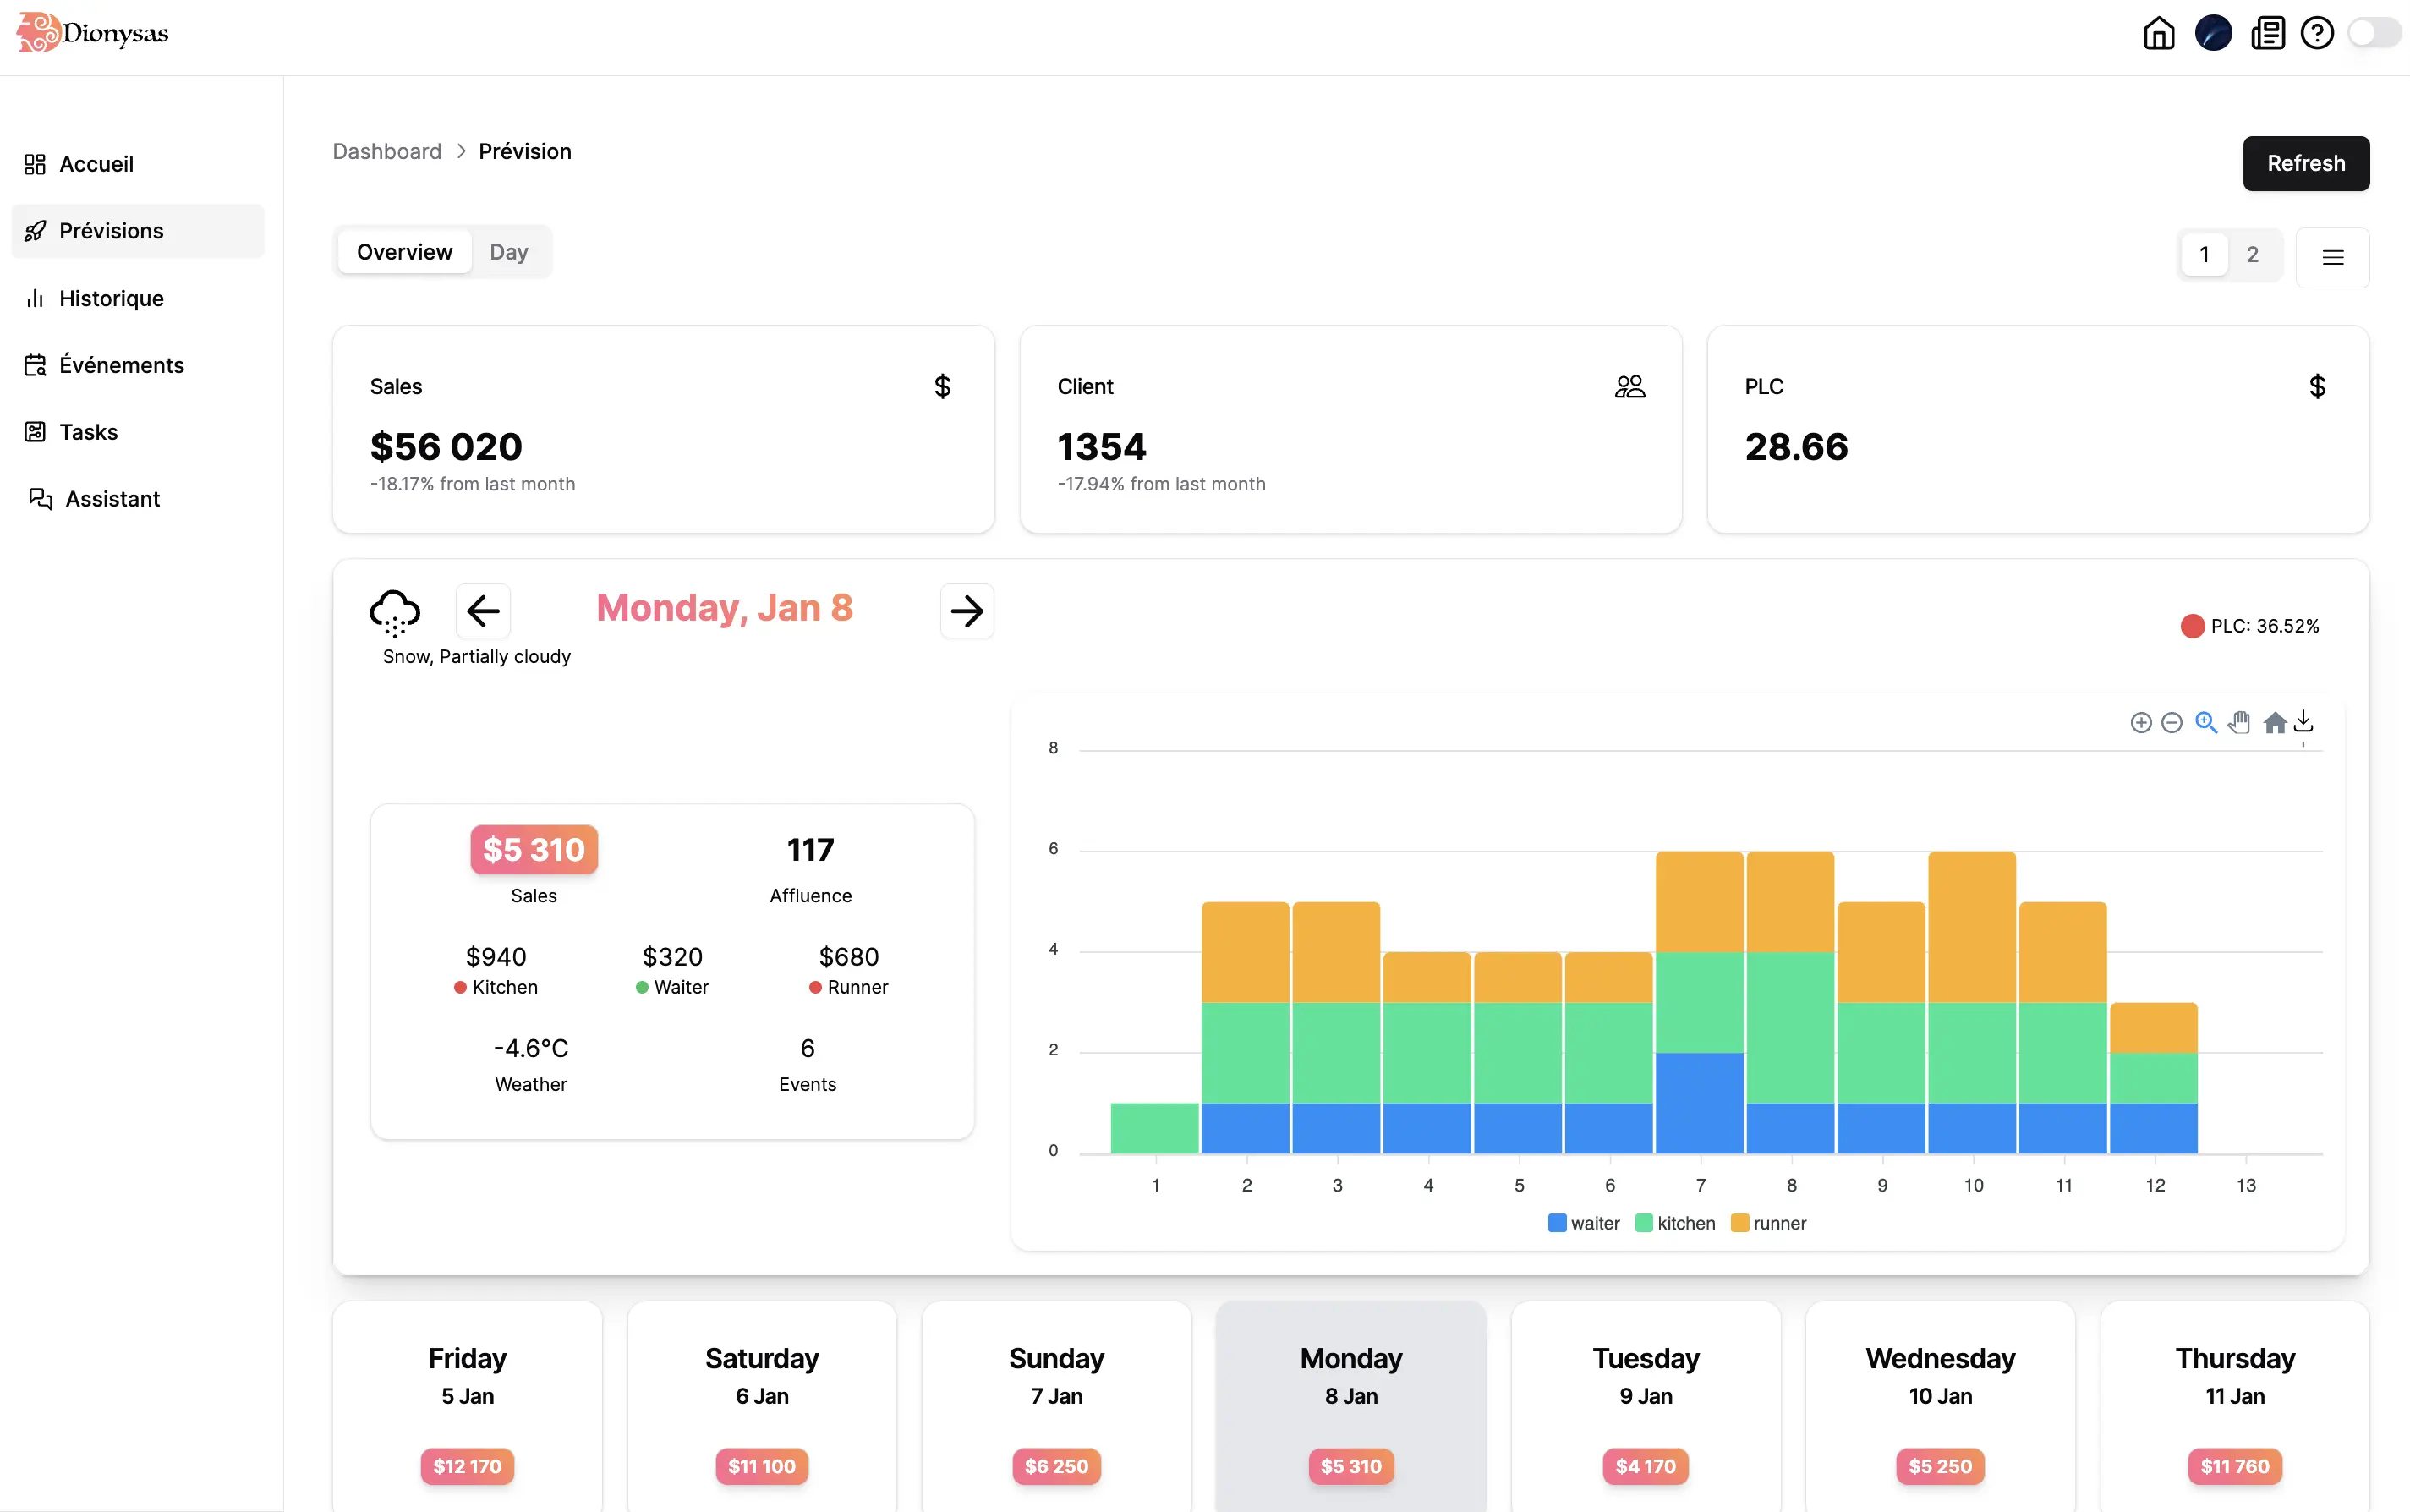 Dionysas
Accueil
Prévisions
Historique
Événements
Tasks
Assistant
Dashboard > Prévision
Refresh
Overview Day
1 2
Sales $
$56 020
-18.17% from last month
Client
1354
-17.94% from last month
PLC $
28.66
Monday, Jan 8
Snow, Partially cloudy
PLC: 36.52%
$5 310
Sales
117
Affluence
$940
Kitchen
$320
Waiter
$680
Runner
-4.6°C
Weather
6
Events
8
6
4
2
0
1 2 3 4 5 6 7 8 9 10 11 12 13
waiter kitchen runner
Friday
5 Jan
$12 170
Saturday
6 Jan
$11 100
Sunday
7 Jan
$6 250
Monday
8 Jan
$5 310
Tuesday
9 Jan
$4 170
Wednesday
10 Jan
$5 250
Thursday
11 Jan
$11 760